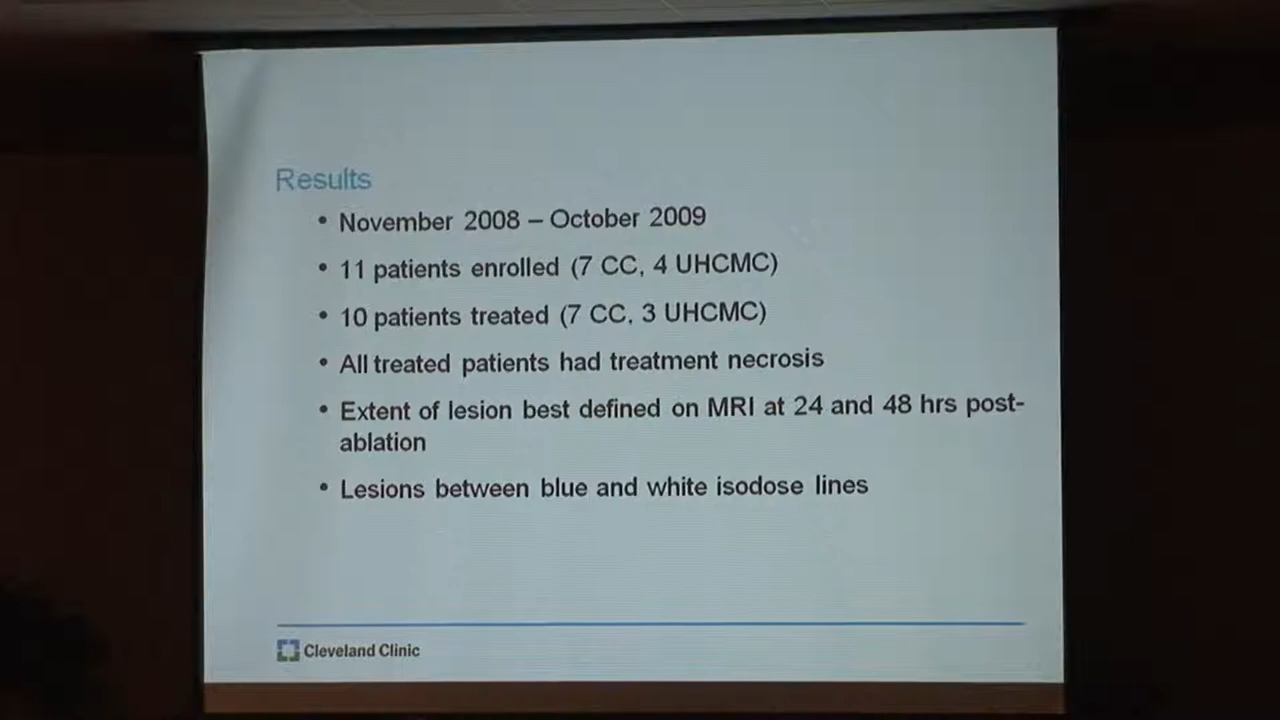 Results
• November 2008 – October 2009
• 11 patients enrolled (7 CC, 4 UHCMC)
• 10 patients treated (7 CC, 3 UHCMC)
• All treated patients had treatment necrosis
• Extent of lesion best defined on MRI at 24 and 48 hrs post-
ablation
• Lesions between blue and white isodose lines
Cleveland Clinic